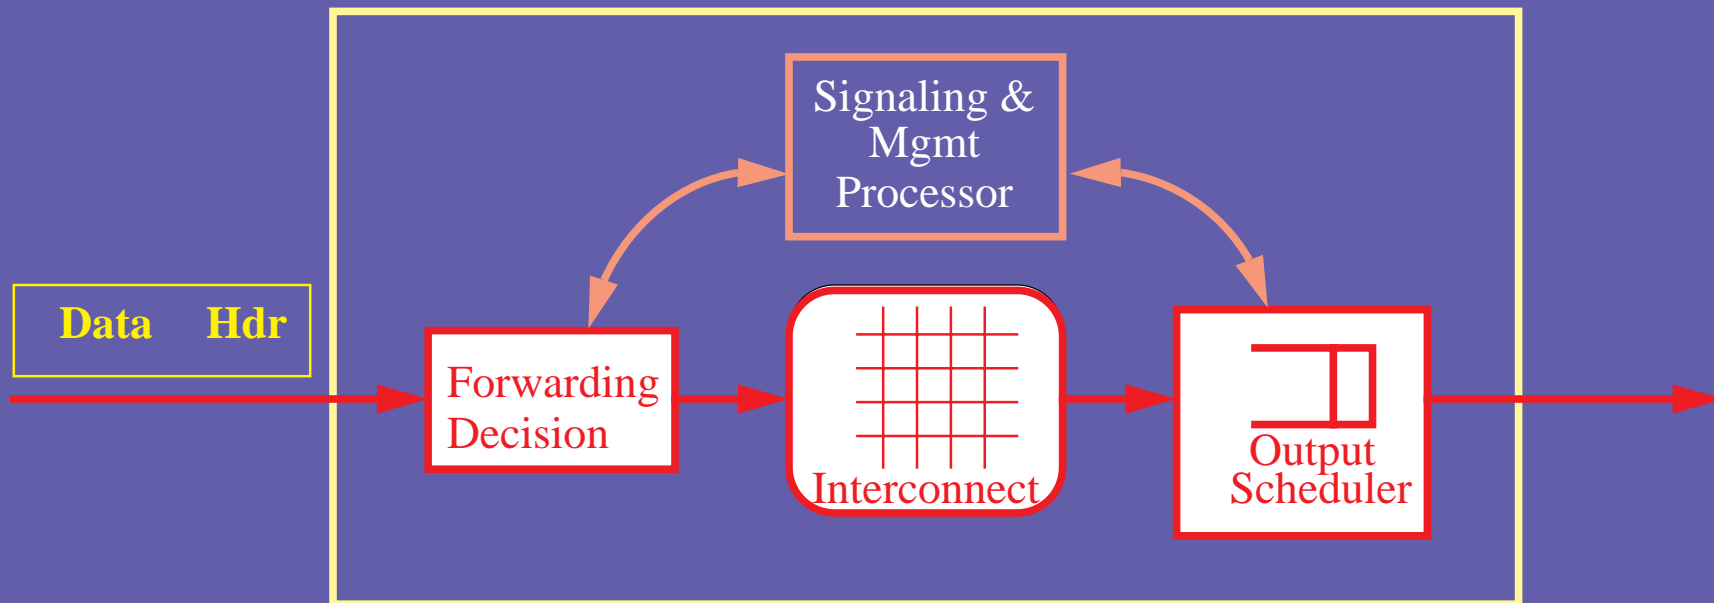 Signaling &
Mgmt
Processor
Data Hdr
Forwarding
Decision
Interconnect
Output
Scheduler